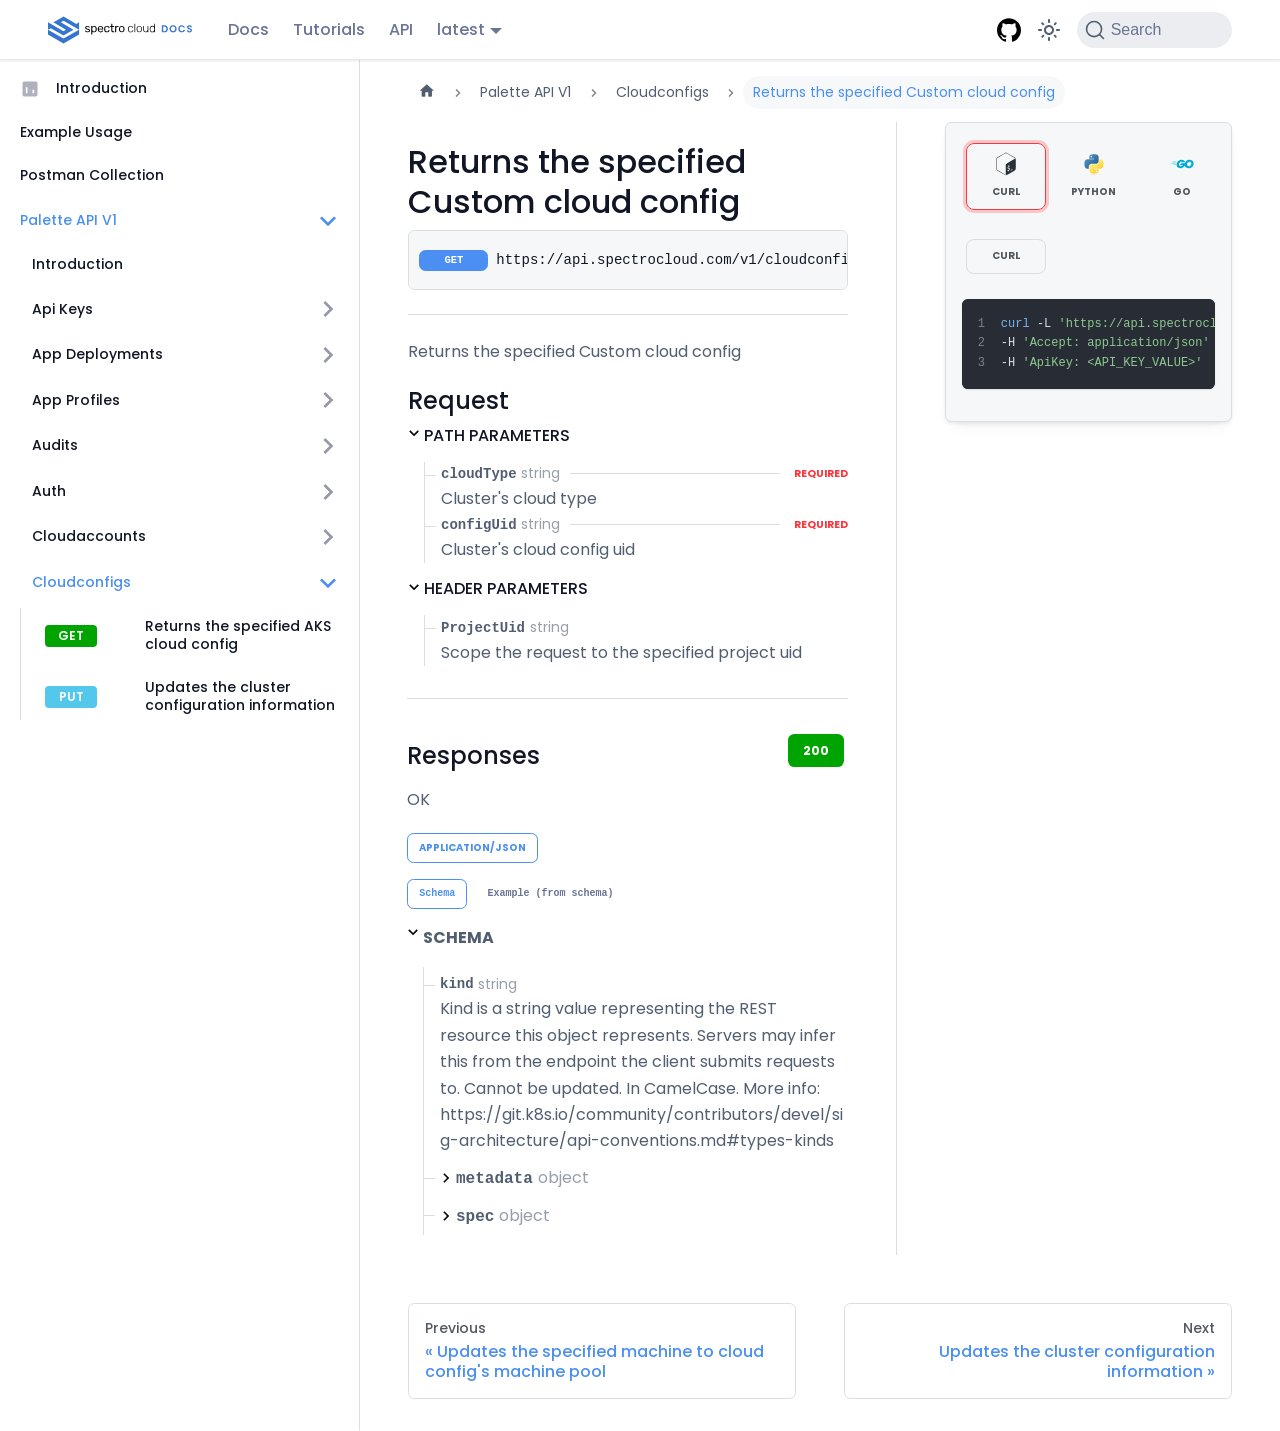 spectro cloud DOCS
Docs
Tutorials
API
latest
Search
Introduction
Example Usage
Postman Collection
Palette API V1
Introduction
Api Keys
App Deployments
App Profiles
Audits
Auth
Cloudaccounts
Cloudconfigs
GET
Returns the specified AKS
cloud config
PUT
Updates the cluster
configuration information
Palette API V1
Cloudconfigs
Returns the specified Custom cloud config
Returns the specified
Custom cloud config
GET https://api.spectrocloud.com/v1/cloudconfi
Returns the specified Custom cloud config
Request
PATH PARAMETERS
cloudType string REQUIRED
Cluster's cloud type
configUid string REQUIRED
Cluster's cloud config uid
HEADER PARAMETERS
ProjectUid string
Scope the request to the specified project uid
Responses
200
OK
APPLICATION/JSON
Schema
Example (from schema)
SCHEMA
kind string
Kind is a string value representing the REST
resource this object represents. Servers may infer
this from the endpoint the client submits requests
to. Cannot be updated. In CamelCase. More info:
https://git.k8s.io/community/contributors/devel/si
g-architecture/api-conventions.md#types-kinds
metadata object
spec object
CURL
PYTHON
GO
GO
CURL
1 curl -L 'https://api.spectrocl
2 -H 'Accept: application/json'
3 -H 'ApiKey: <API_KEY_VALUE>'
Previous
« Updates the specified machine to cloud
config's machine pool
Next
Updates the cluster configuration
information »